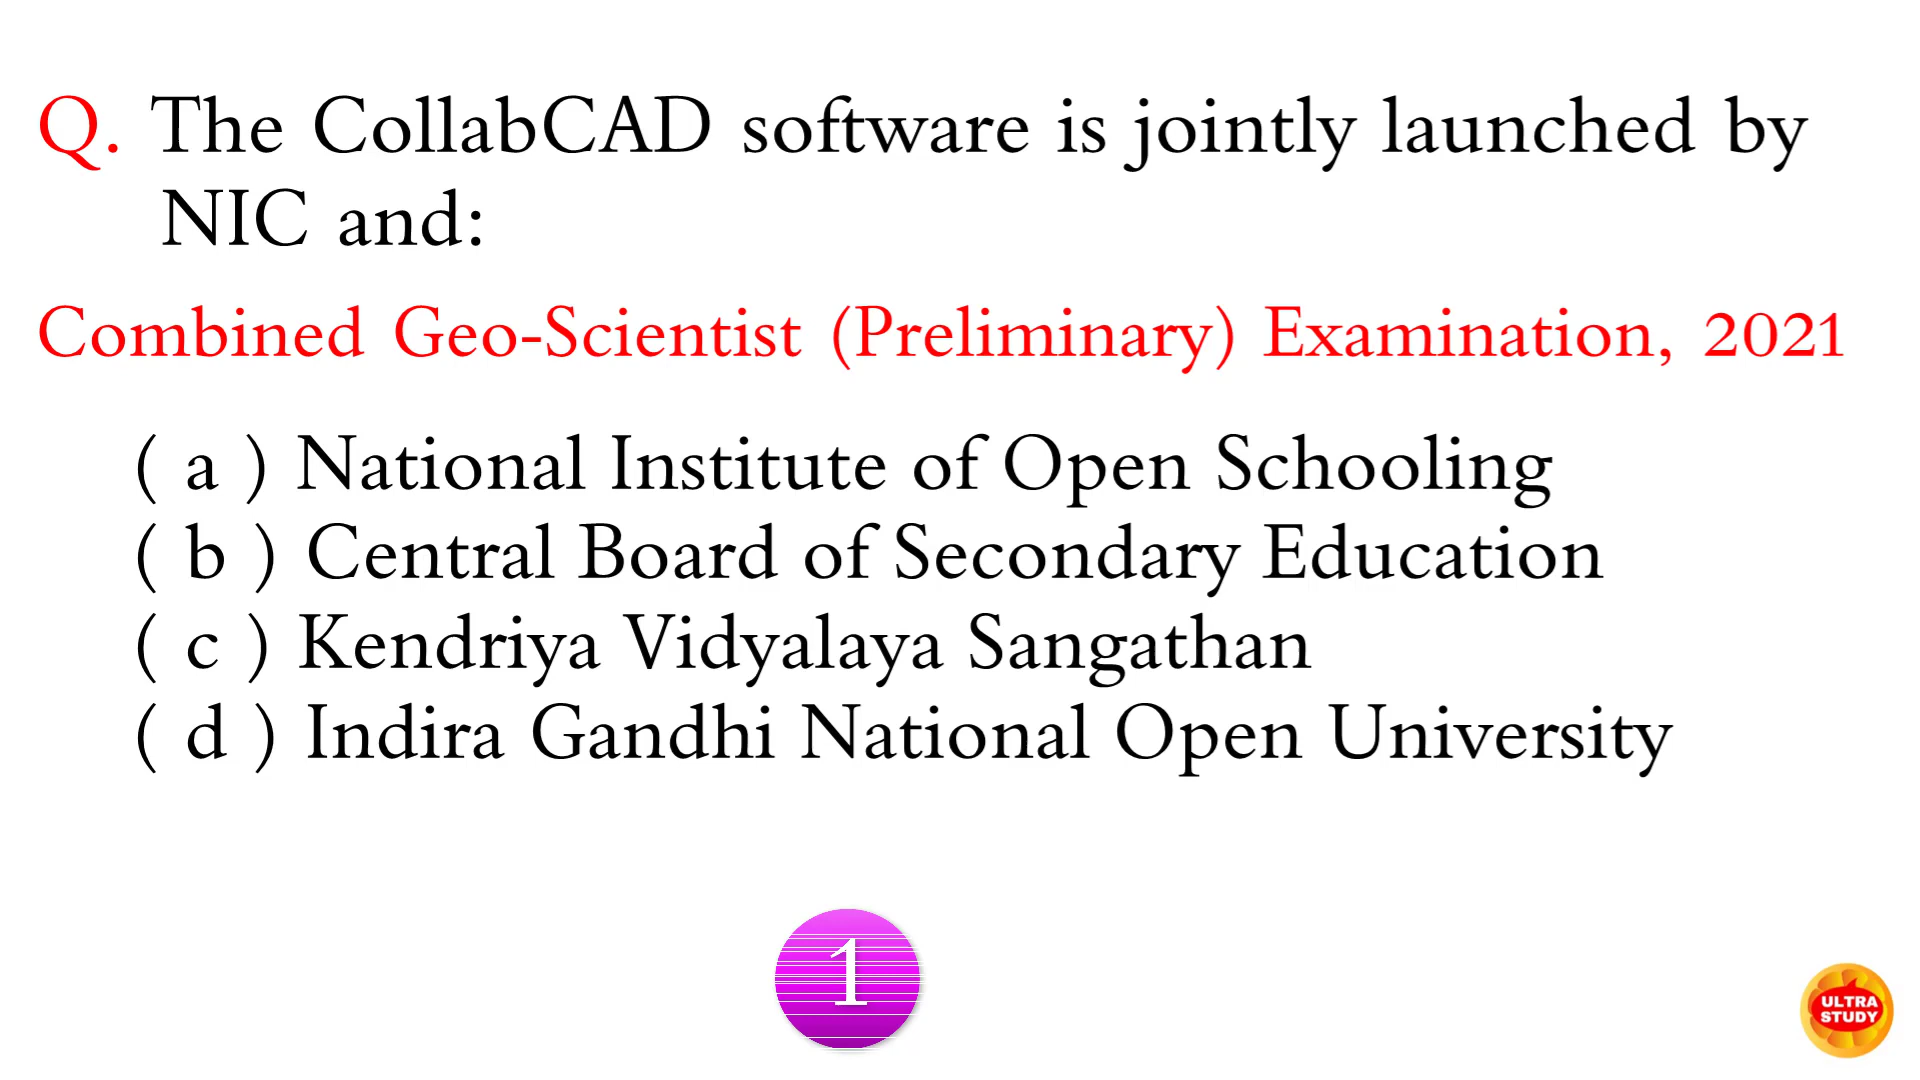 Q. The CollabCAD software is jointly launched by
NIC and:
Combined Geo-Scientist (Preliminary) Examination, 2021
( a ) National Institute of Open Schooling
( b ) Central Board of Secondary Education
( c ) Kendriya Vidyalaya Sangathan
( d ) Indira Gandhi National Open University
1
ULTRA
STUDY